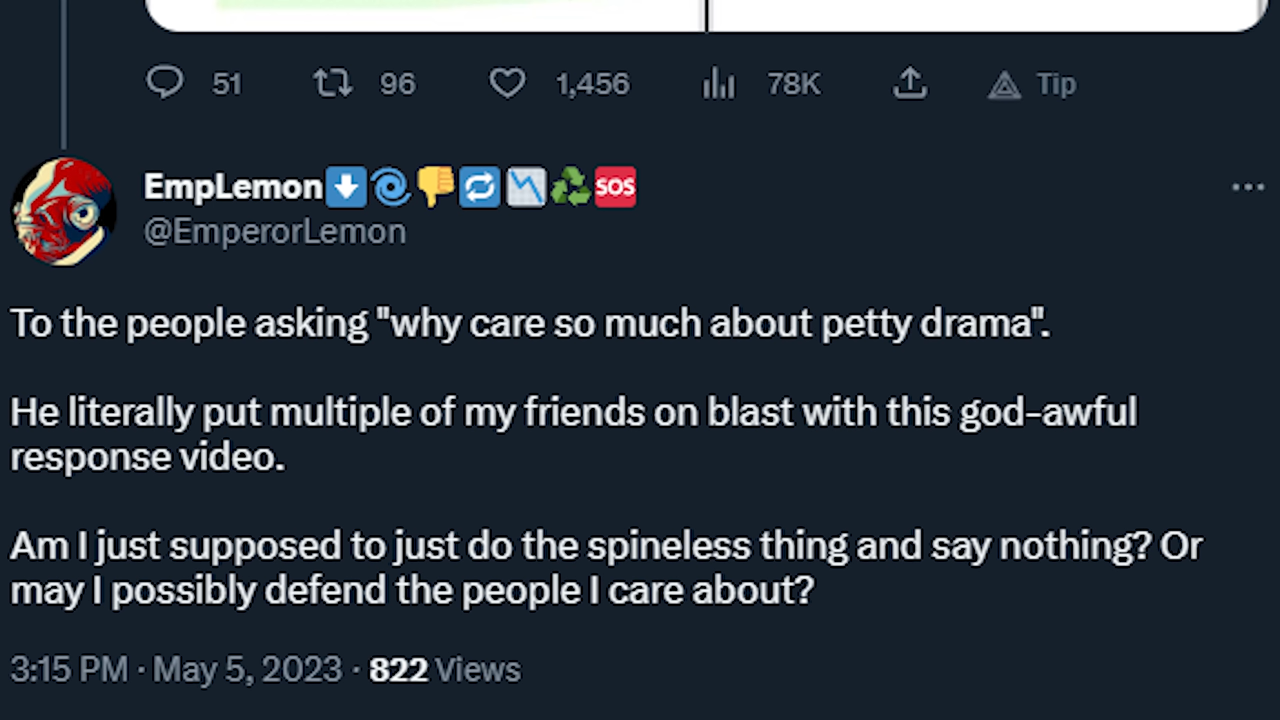 51 96 1,456 78K Tip
EmpLemon⬇️🌀👎🔁📉♻️🆘
@EmperorLemon
To the people asking "why care so much about petty drama".
He literally put multiple of my friends on blast with this god-awful
response video.
Am I just supposed to just do the spineless thing and say nothing? Or
may I possibly defend the people I care about?
3:15 PM · May 5, 2023 · 822 Views